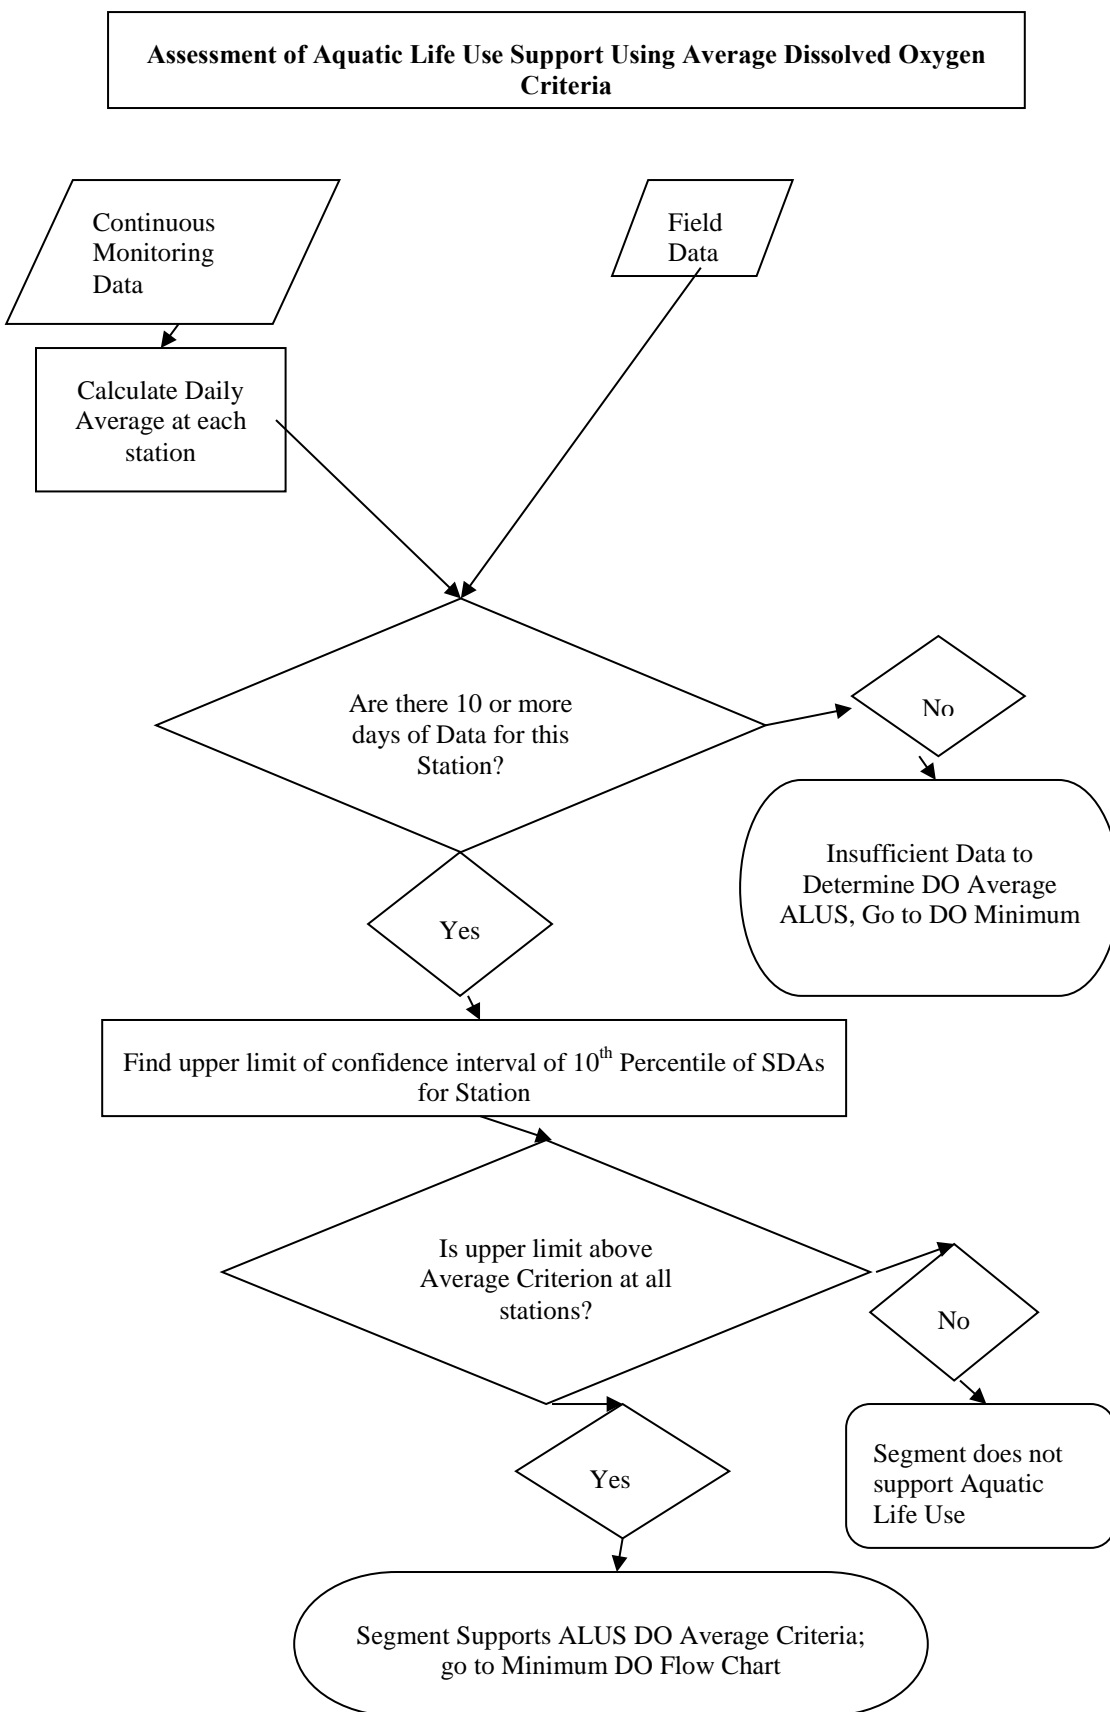 Assessment of Aquatic Life Use Support Using Average Dissolved Oxygen
Criteria
Continuous
Monitoring
Data
Field
Data
Calculate Daily
Average at each
station
Are there 10 or more
days of Data for this
Station?
No
Insufficient Data to
Determine DO Average
ALUS, Go to DO Minimum
Yes
Find upper limit of confidence interval of 10th Percentile of SDAs
for Station
Is upper limit above
Average Criterion at all
stations?
No
Segment does not
support Aquatic
Life Use
Yes
Segment Supports ALUS DO Average Criteria;
go to Minimum DO Flow Chart